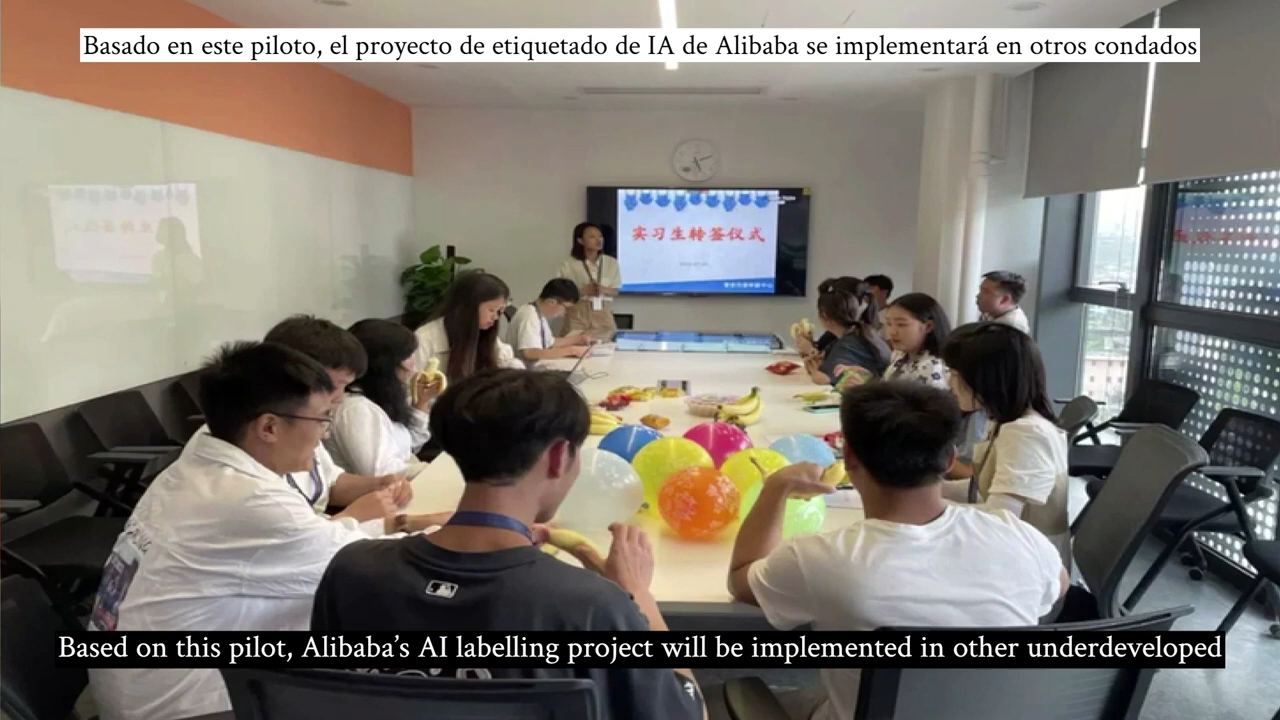 Basado en este piloto, el proyecto de etiquetado de IA de Alibaba se implementará en otros condados
实习生转签仪式
Based on this pilot, Alibaba’s AI labelling project will be implemented in other underdeveloped